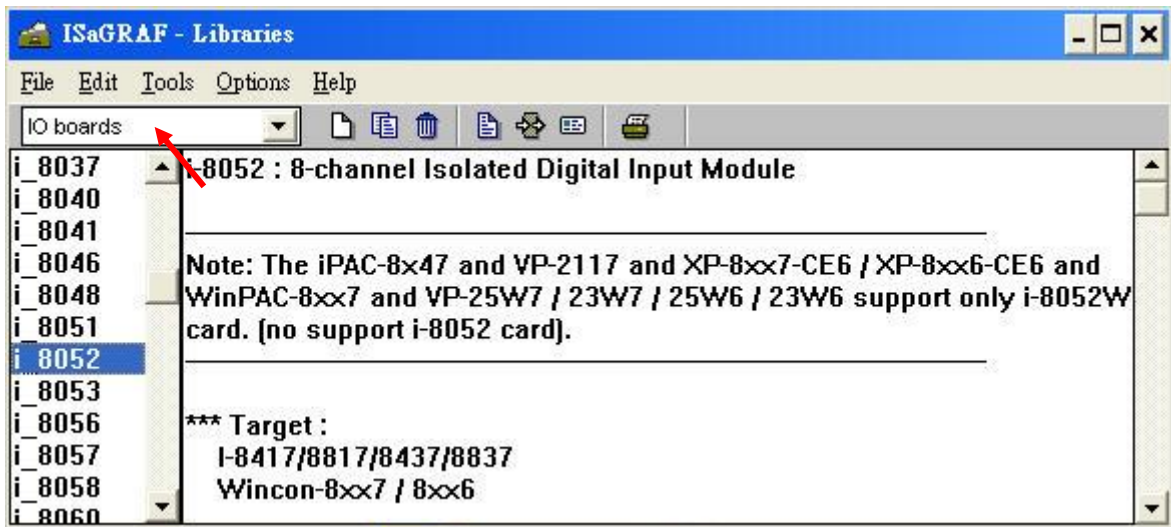 ISaGRAF - Libraries
File Edit Tools Options Help
IO boards
i_8037
i_8040
i_8041
i_8046
i_8048
i_8051
i_8052
i_8053
i_8056
i_8057
i_8058
i_8060
i-8052 : 8-channel Isolated Digital Input Module
Note: The iPAC-8x47 and VP-2117 and XP-8xx7-CE6 / XP-8xx6-CE6 and
WinPAC-8xx7 and VP-25W7 / 23W7 / 25W6 / 23W6 support only i-8052W
card. (no support i-8052 card).
*** Target :
I-8417/8817/8437/8837
Wincon-8xx7 / 8xx6